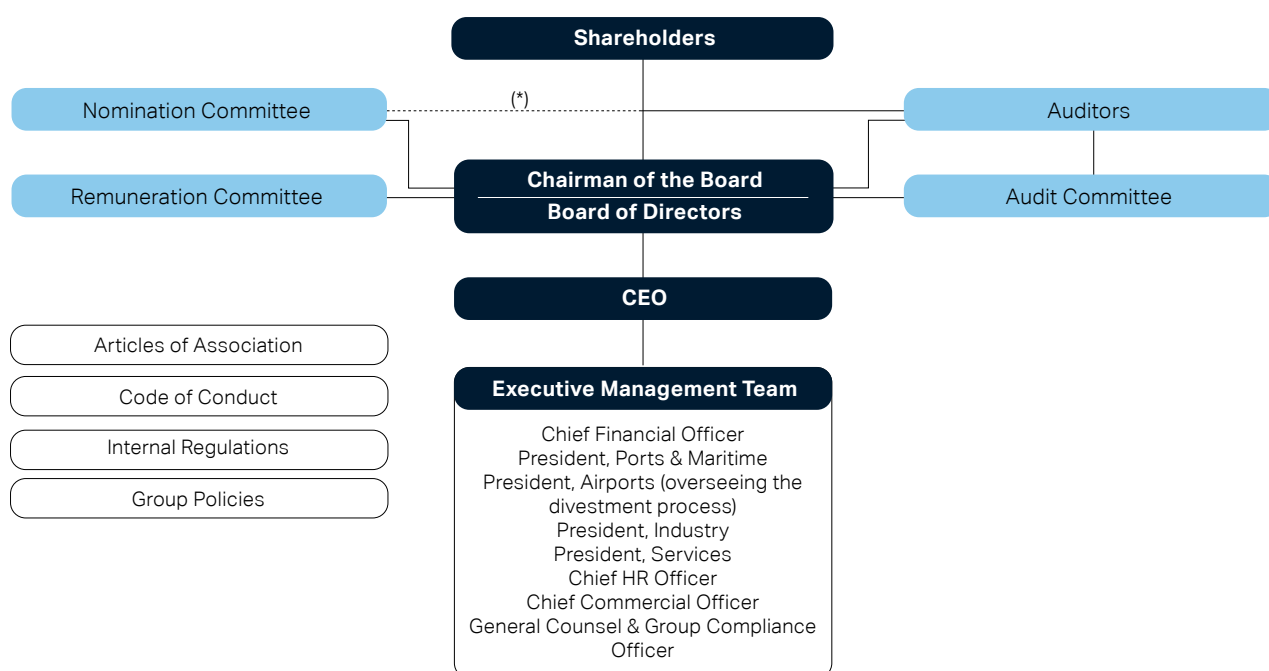 Shareholders
(*)
Nomination Committee
Auditors
Chairman of the Board
Board of Directors
Remuneration Committee
Audit Committee
CEO
Articles of Association
Code of Conduct
Internal Regulations
Group Policies
Executive Management Team
Chief Financial Officer
President, Ports & Maritime
President, Airports (overseeing the
divestment process)
President, Industry
President, Services
Chief HR Officer
Chief Commercial Officer
General Counsel & Group Compliance
Officer